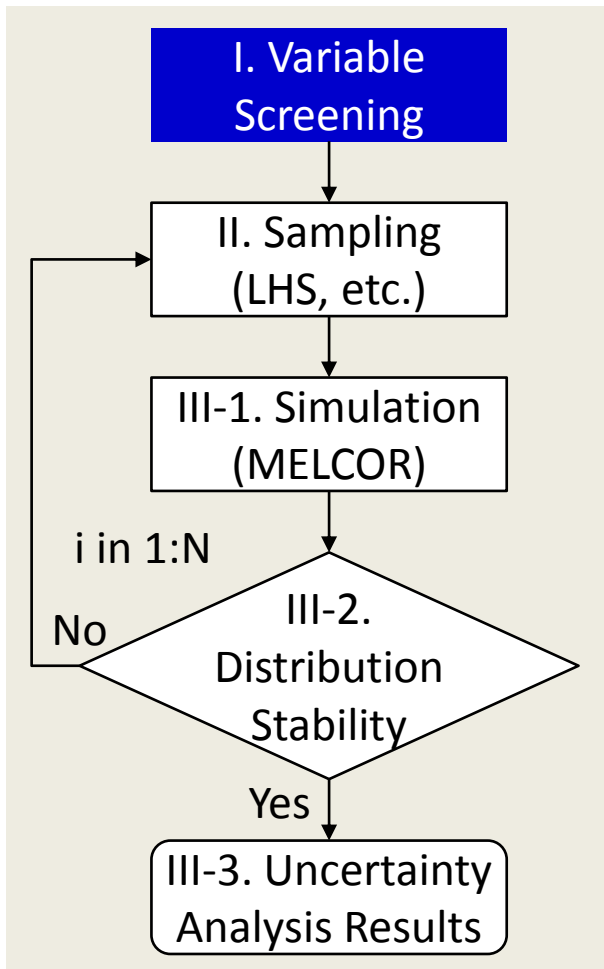 I. Variable
Screening
II. Sampling
(LHS, etc.)
III-1. Simulation
(MELCOR)
i in 1:N
III-2.
No
Distribution
Stability
Yes
III-3. Uncertainty
Analysis Results